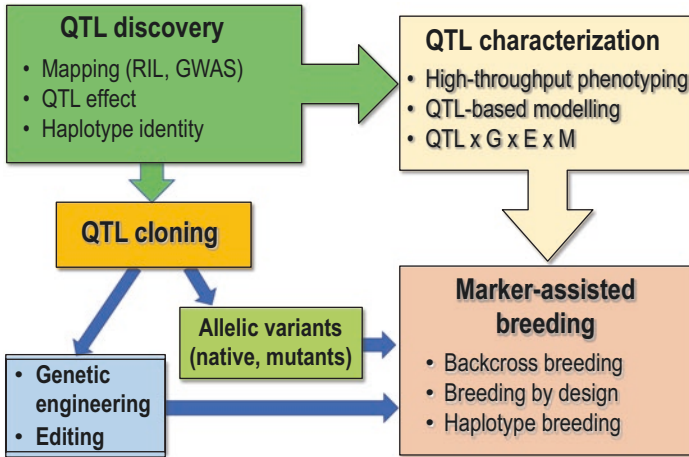 QTL discovery
• Mapping (RIL, GWAS)
• QTL effect
• Haplotype identity
QTL characterization
• High-throughput phenotyping
• QTL-based modelling
• QTL x G x E x M
QTL cloning
Allelic variants
(native, mutants)
• Genetic
engineering
• Editing
Marker-assisted
breeding
• Backcross breeding
• Breeding by design
• Haplotype breeding